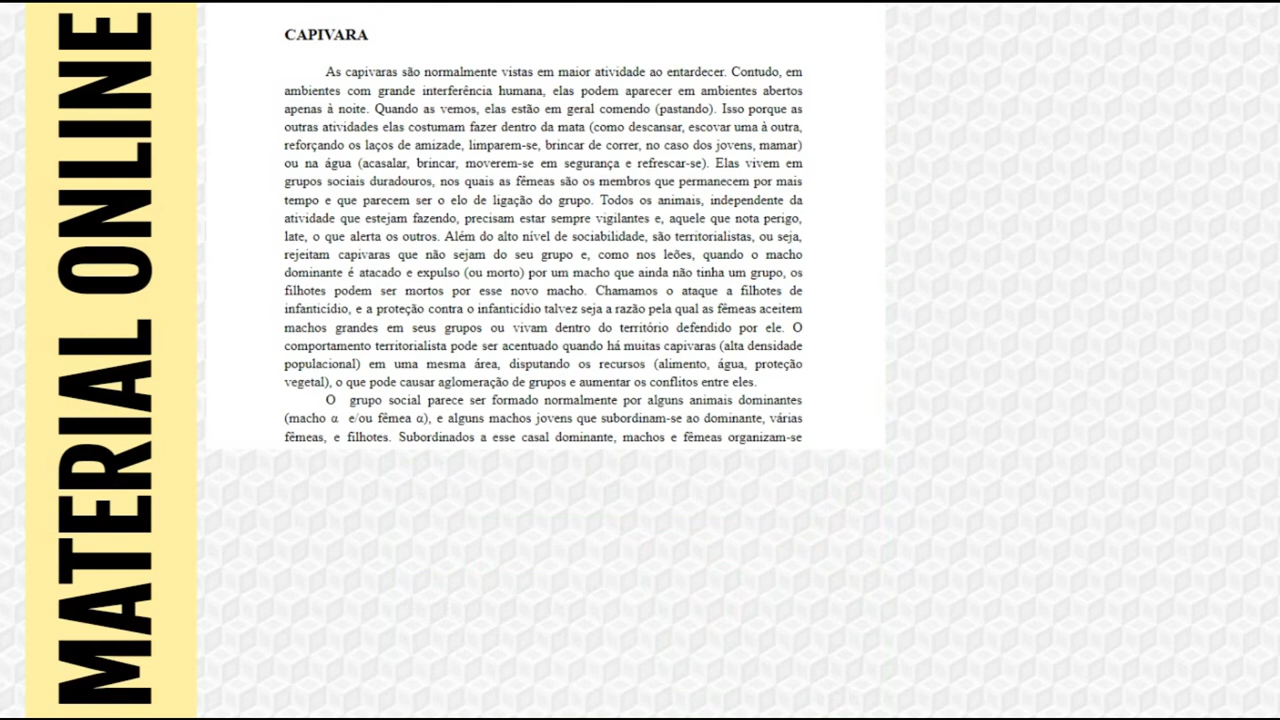 MATERIAL ONLINE
CAPIVARA
As capivaras são normalmente vistas em maior atividade ao entardecer. Contudo, em
ambientes com grande interferência humana, elas podem aparecer em ambientes abertos
apenas à noite. Quando as vemos, elas estão em geral comendo (pastando). Isso porque as
outras atividades elas costumam fazer dentro da mata (como descansar, escovar uma à outra,
reforçando os laços de amizade, limparem-se, brincar de correr, no caso dos jovens, mamar)
ou na água (acasalar, brincar, moverem-se em segurança e refrescar-se). Elas vivem em
grupos sociais duradouros, nos quais as fêmeas são os membros que permanecem por mais
tempo e que parecem ser o elo de ligação do grupo. Todos os animais, independente da
atividade que estejam fazendo, precisam estar sempre vigilantes e, aquele que nota perigo,
late, o que alerta os outros. Além do alto nível de sociabilidade, são territorialistas, ou seja,
rejeitam capivaras que não sejam do seu grupo e, como nos leões, quando o macho
dominante é atacado e expulso (ou morto) por um macho que ainda não tinha um grupo, os
filhotes podem ser mortos por esse novo macho. Chamamos o ataque a filhotes de
infanticídio, e a proteção contra o infanticídio talvez seja a razão pela qual as fêmeas aceitem
machos grandes em seus grupos ou vivam dentro do território defendido por ele. O
comportamento territorialista pode ser acentuado quando há muitas capivaras (alta densidade
populacional) em uma mesma área, disputando os recursos (alimento, água, proteção
vegetal), o que pode causar aglomeração de grupos e aumentar os conflitos entre eles.
O grupo social parece ser formado normalmente por alguns animais dominantes
(macho α e/ou fêmea α), e alguns machos jovens que subordinam-se ao dominante, várias
fêmeas, e filhotes. Subordinados a esse casal dominante, machos e fêmeas organizam-se